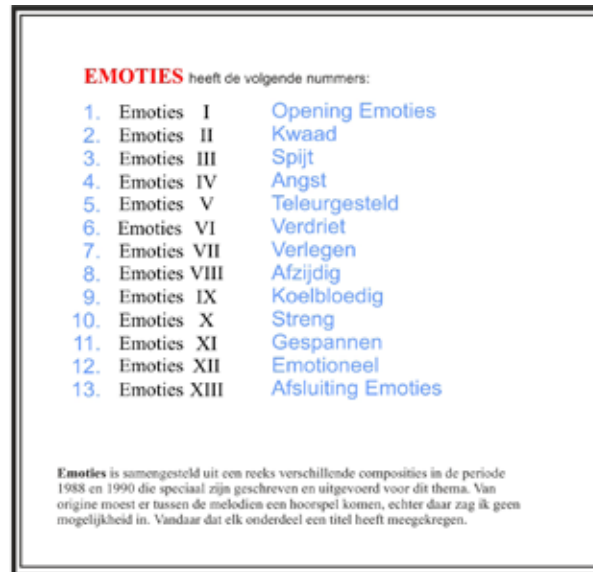 EMOTIES heeft de volgende nummers:
1. Emoties I Opening Emoties
2. Emoties II Kwaad
3. Emoties III Spijt
4. Emoties IV Angst
5. Emoties V Teleurgesteld
6. Emoties VI Verdriet
7. Emoties VII Verlegen
8. Emoties VIII Afzijdig
9. Emoties IX Koelbloedig
10. Emoties X Streng
11. Emoties XI Gespannen
12. Emoties XII Emotioneel
13. Emoties XIII Afsluiting Emoties
Emoties is samengesteld uit een reeks verschillende composities in de periode
1988 en 1990 die speciaal zijn geschreven en uitgevoerd voor dit thema. Van
origine moest er tussen de melodien een hoorspel komen, echter daar zag ik geen
mogelijkheid in. Vandaar dat elk onderdeel een titel heeft meegekregen.